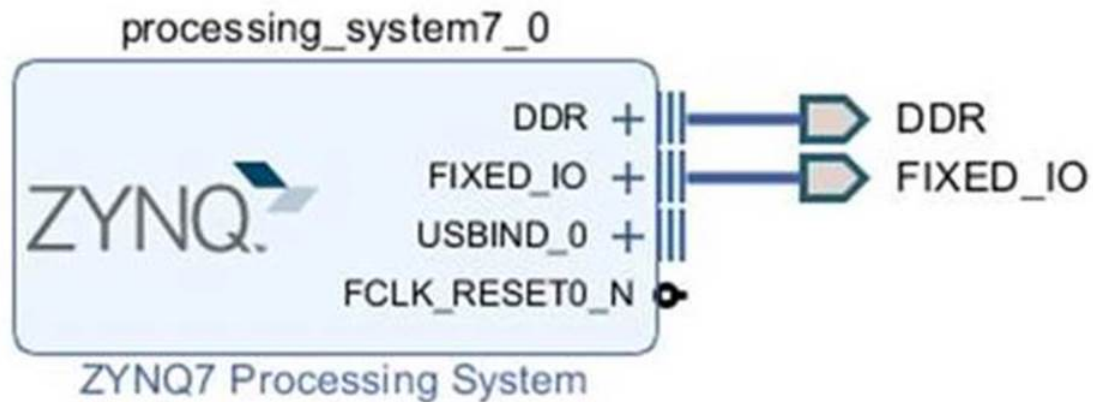 processing_system7_0
DDR
DDR
FIXED_IO
FIXED_IO
ZYNQ.
USBIND_0
FCLK_RESET0_N
ZYNQ7 Processing System